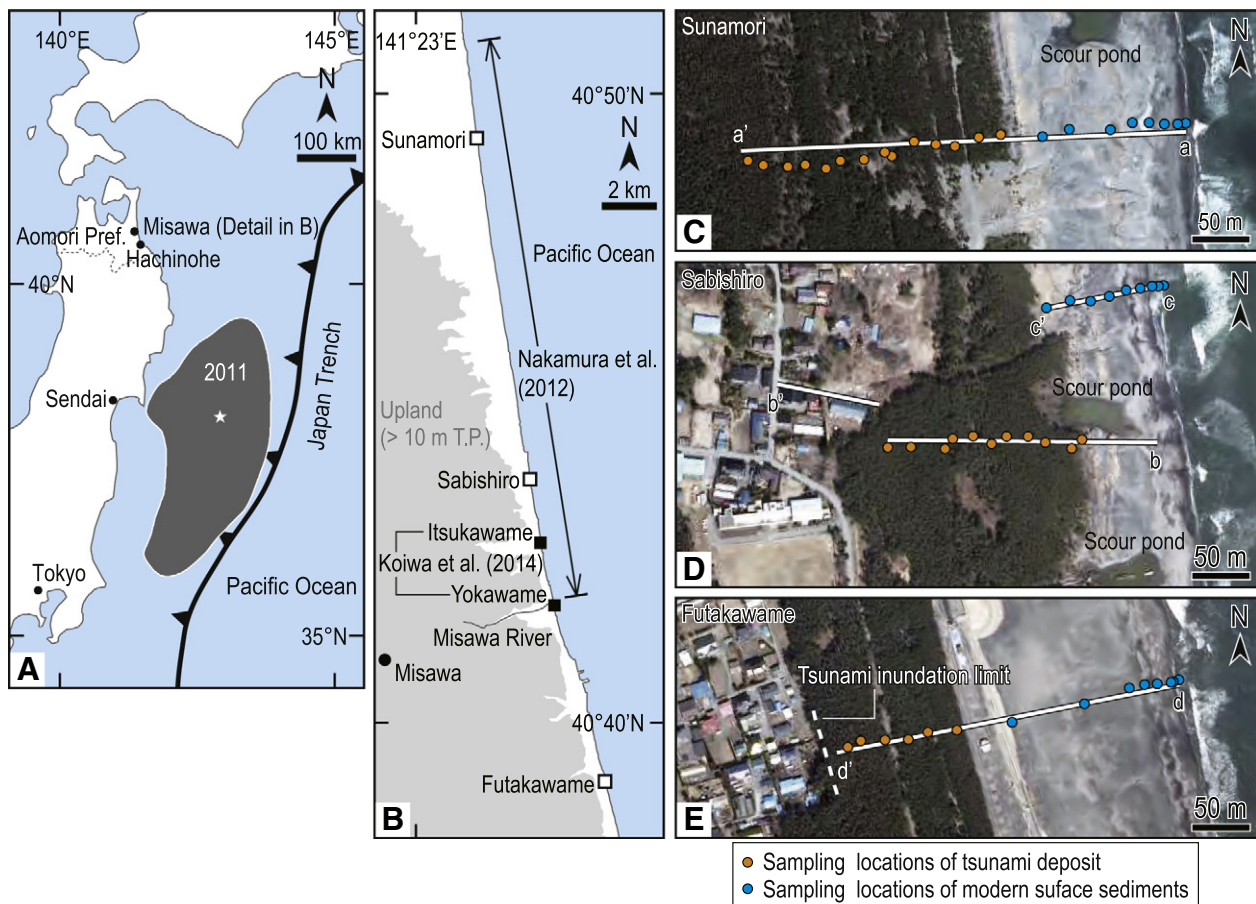 140°E
145°E
N
100 km
Misawa (Detail in B)
Aomori Pref.
Hachinohe
40°N
2011
Sendai
Japan Trench
Tokyo
Pacific Ocean
35°N
A
141°23’E
40°50’N
N
2 km
Sunamori
Pacific Ocean
Nakamura et al.
(2012)
Upland
(> 10 m T.P.)
Sabishiro
Itsukawame
Koiwa et al. (2014)
Yokawame
Misawa River
Misawa
40°40’N
Futakawame
B
Sunamori
Scour pond
N
a’
a
50 m
C
Sabishiro
N
c’
c
Scour pond
b’
b
Scour pond
50 m
D
Futakawame
N
Tsunami inundation limit
d
d’
50 m
E
Sampling locations of tsunami deposit
Sampling locations of modern suface sediments